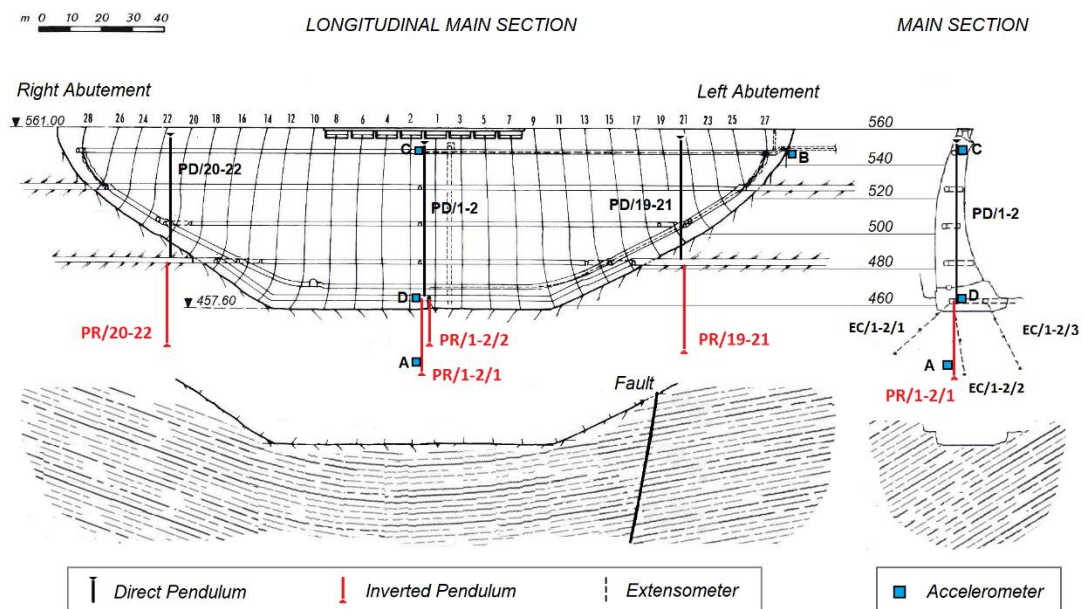 m 0 10 20 30 40
LONGITUDINAL MAIN SECTION
MAIN SECTION
Right Abutement
Left Abutement
561.00
28 26 24 22 20 18 16 14 12 10 8 6 4 2 1 3 5 7 9 11 13 15 17 19 21 23 25 27
560
C
B
C
540
PD/20-22
PD/1-2
PD/19-21
520
PD/1-2
500
480
D
457.60
460
D
PR/20-22
PR/1-2/2
PR/19-21
EC/1-2/1
EC/1-2/3
A
PR/1-2/1
A
PR/1-2/1
EC/1-2/2
Fault
Direct Pendulum
Inverted Pendulum
Extensometer
Accelerometer